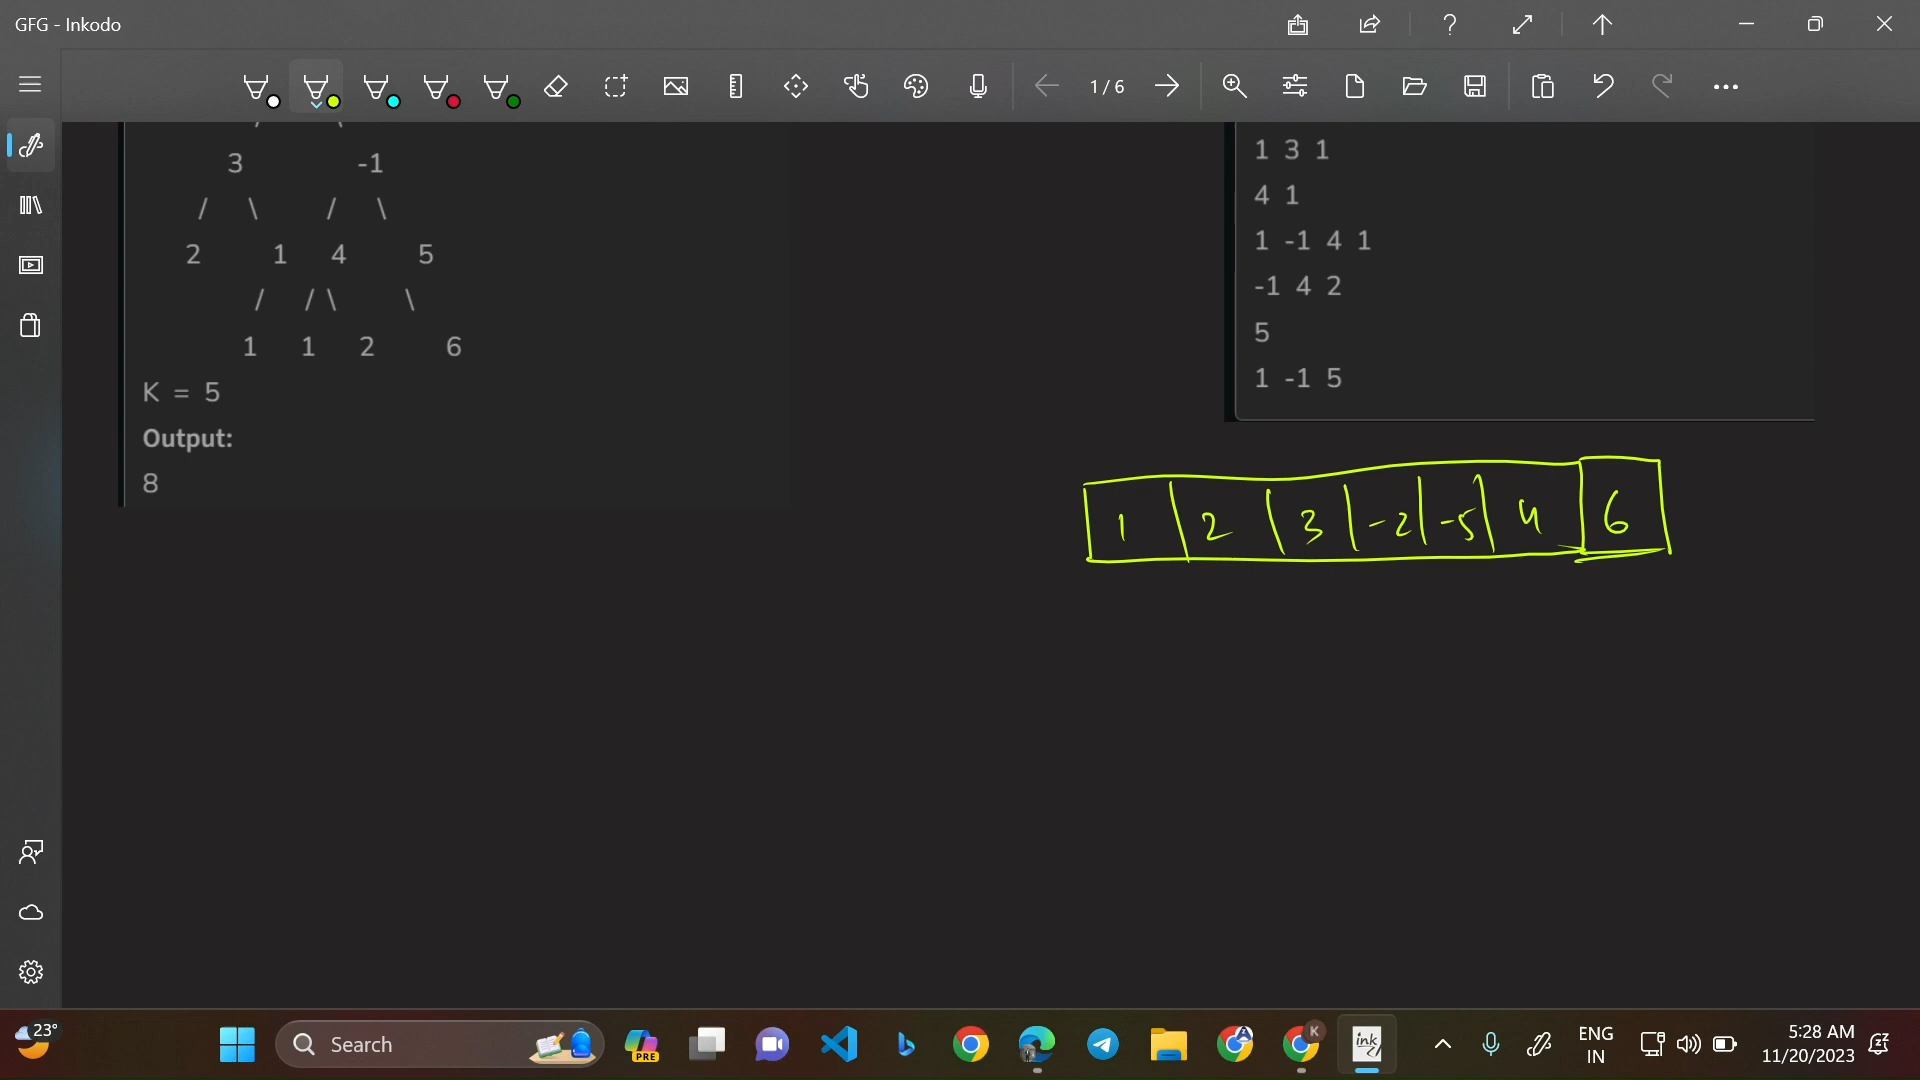 GFG - Inkodo
1 / 6
/ \
3 -1
/ \ / \
2 1 4 5
/ / \ \
1 1 2 6
K = 5
Output:
8
1 3 1
4 1
1 -1 4 1
-1 4 2
5
1 -1 5
1 | 2 | 3 | -2 | -5 | 4 | 6
23°
Search
PRE
A
K
ink
ENG
IN
5:28 AM
11/20/2023